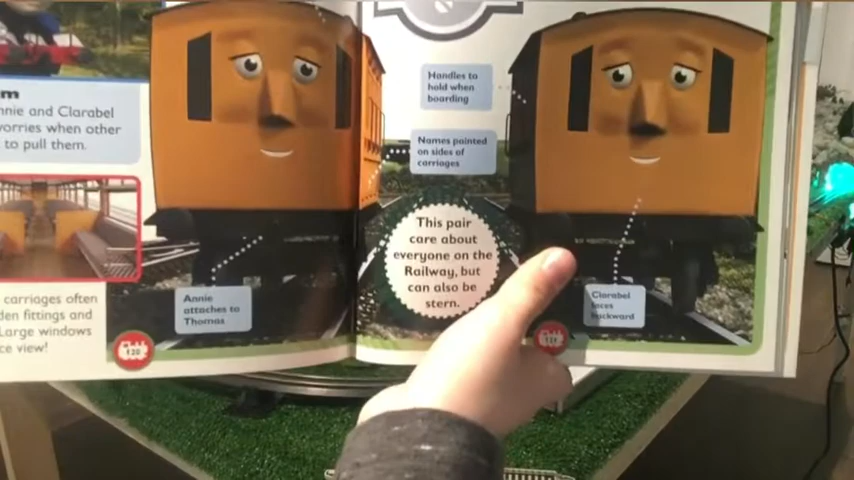 m
nnie and Clarabel
vorries when other
to pull them.
carriages often
den fittings and
Large windows
ce view!
Annie
attaches to
Thomas
120
Handles to
hold when
boarding
Names painted
on sides of
carriages
This pair
care about
everyone on the
Railway, but
can also be
stern.
Clarabel
faces
backward
121